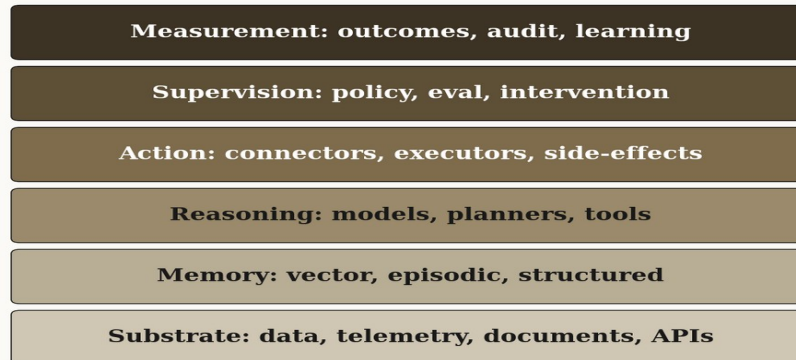 Measurement: outcomes, audit, learning
Supervision: policy, eval, intervention
Action: connectors, executors, side-effects
Reasoning: models, planners, tools
Memory: vector, episodic, structured
Substrate: data, telemetry, documents, APIs